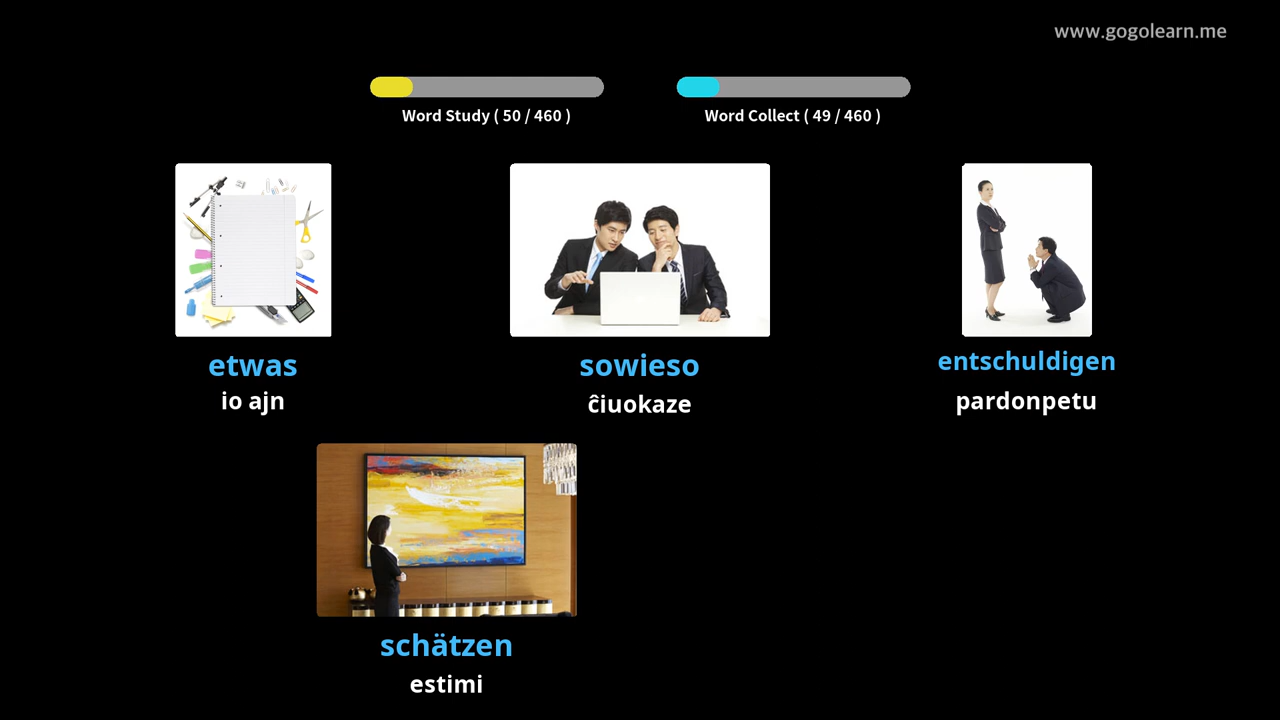 www.gogolearn.me
Word Study ( 50 / 460 )
Word Collect ( 49 / 460 )
etwas
io ajn
sowieso
ĉiuokaze
entschuldigen
pardonpetu
schätzen
estimi